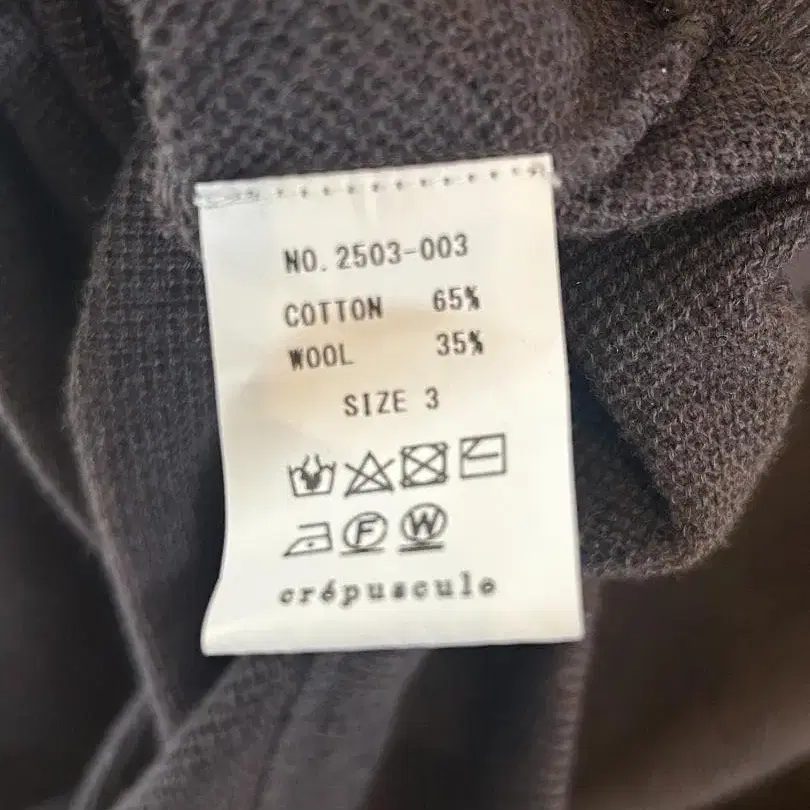 NO. 2503-003
COTTON 65%
WOOL 35%
SIZE 3
F W
crépuscule